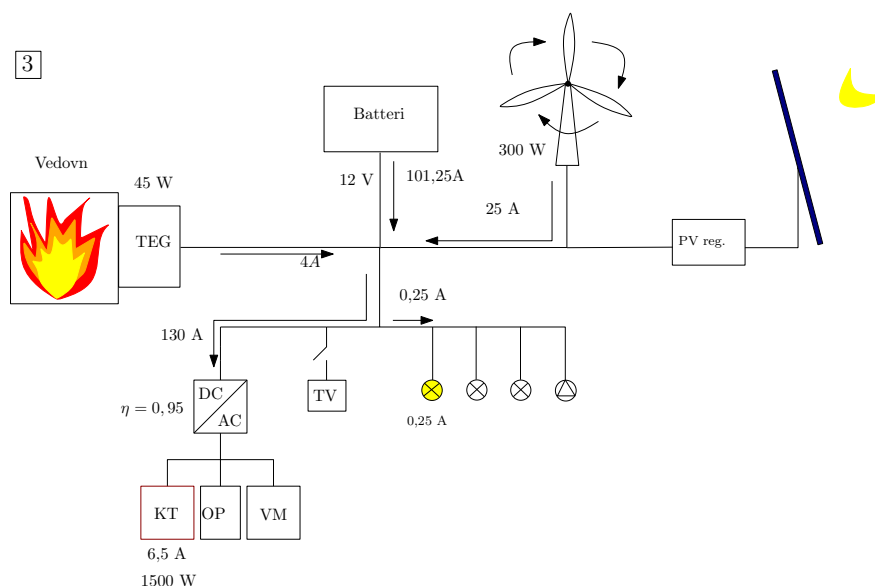 3
Vedovn
45 W
TEG
Batteri
12 V
101,25A
300 W
25 A
PV reg.
4A
0,25 A
130 A
η = 0, 95
DC
AC
TV
0,25 A
KT
OP
VM
6,5 A
1500 W